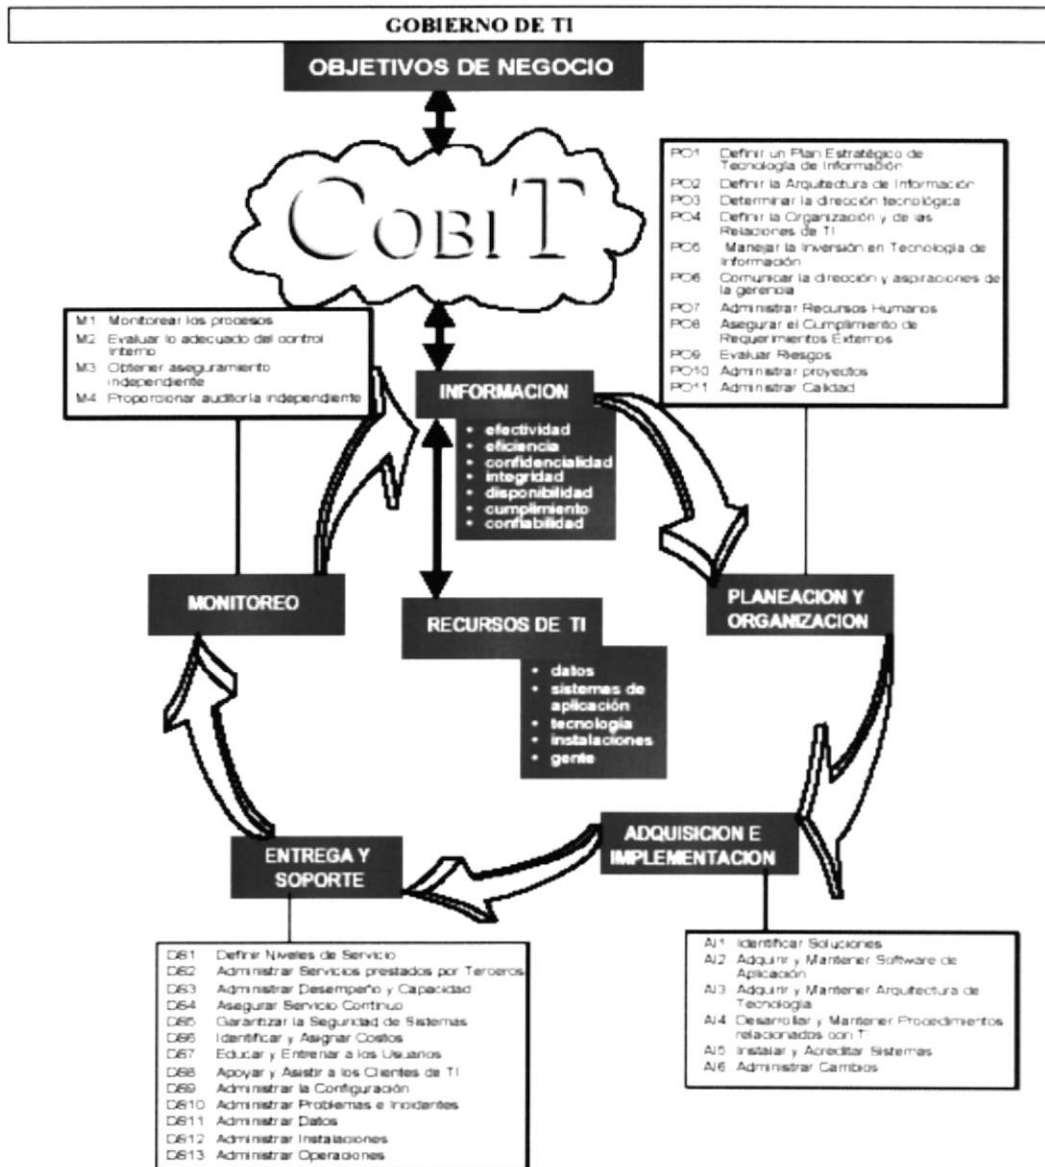 GOBIERNO DE TI
OBJETIVOS DE NEGOCIO
COBIT
PO1 Definir un Plan Estratégico de
Tecnología de Información
PO2 Definir la Arquitectura de Información
PO3 Determinar la dirección tecnológica
PO4 Definir la Organización y de las
Relaciones de TI
PO5 Manejar la Inversión en Tecnología de
Información
PO6 Comunicar la dirección y aspiraciones de
la gerencia
PO7 Administrar Recursos Humanos
PO8 Asegurar el Cumplimiento de
Requerimientos Externos
PO9 Evaluar Riesgos
PO10 Administrar proyectos
PO11 Administrar Calidad
M1 Monitorear los procesos
M2 Evaluar lo adecuado del control
interno
M3 Obtener aseguramiento
independiente
M4 Proporcionar auditoría independiente
INFORMACION
• efectividad
• eficiencia
• confidencialidad
• integridad
• disponibilidad
• cumplimiento
• confiabilidad
MONITOREO
PLANEACION Y
ORGANIZACION
RECURSOS DE TI
• datos
• sistemas de
aplicación
• tecnología
• instalaciones
• gente
ENTREGA Y
SOPORTE
ADQUISICION E
IMPLEMENTACION
DS1 Definir Niveles de Servicio
DS2 Administrar Servicios prestados por Terceros
DS3 Administrar Desempeño y Capacidad
DS4 Asegurar Servicio Continuo
DS5 Garantizar la Seguridad de Sistemas
DS6 Identificar y Asignar Costos
DS7 Educar y Entrenar a los Usuarios
DS8 Apoyar y Asistir a los Clientes de TI
DS9 Administrar la Configuración
DS10 Administrar Problemas e Incidentes
DS11 Administrar Datos
DS12 Administrar Instalaciones
DS13 Administrar Operaciones
AI1 Identificar Soluciones
AI2 Adquirir y Mantener Software de
Aplicación
AI3 Adquirir y Mantener Arquitectura de
Tecnología
AI4 Desarrollar y Mantener Procedimientos
relacionados con TI
AI5 Instalar y Acreditar Sistemas
AI6 Administrar Cambios